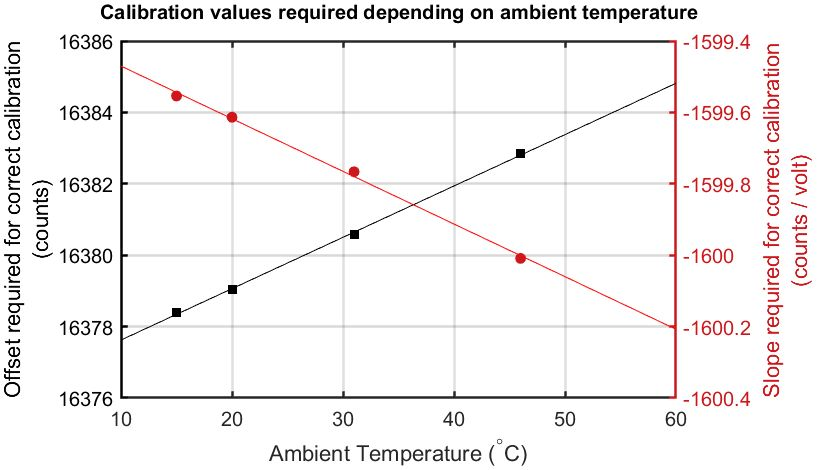 Calibration values required depending on ambient temperature
Offset required for correct calibration
(counts)
16386
16384
16382
16380
16378
16376
-1599.4
-1599.6
-1599.8
-1600
-1600.2
-1600.4
Slope required for correct calibration
(counts / volt)
10 20 30 40 50 60
Ambient Temperature (°C)